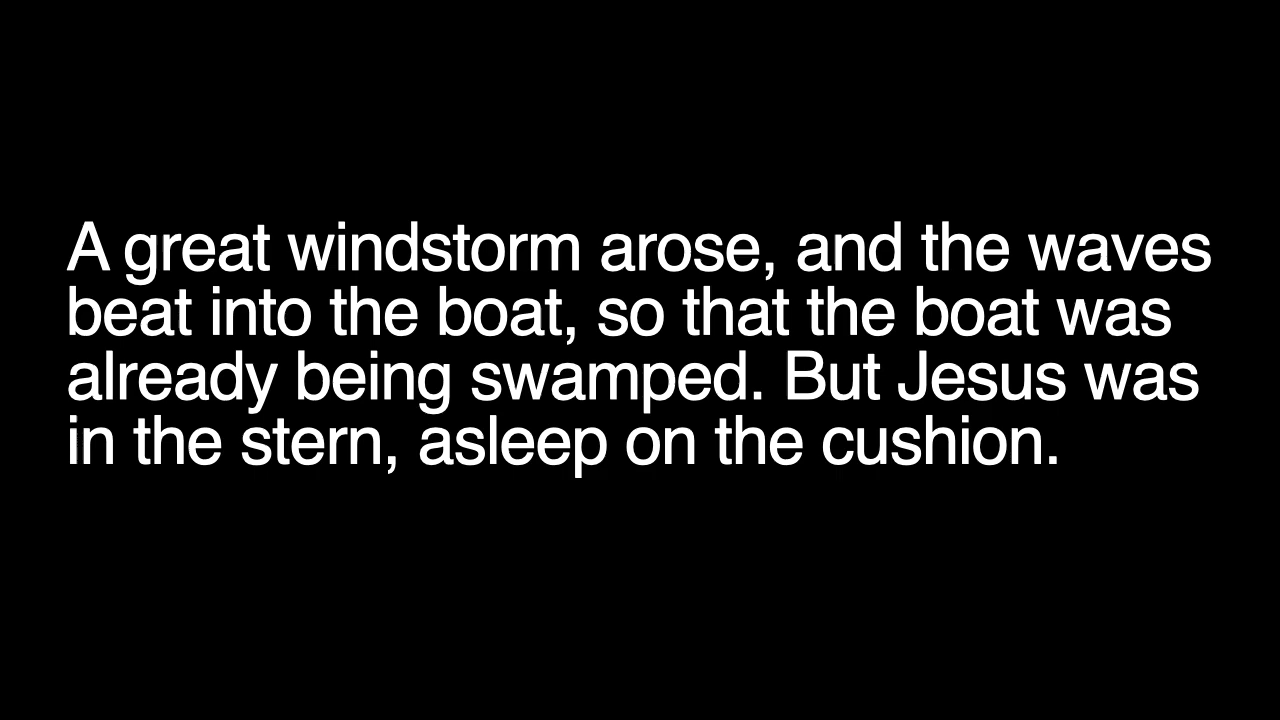 A great windstorm arose, and the waves
beat into the boat, so that the boat was
already being swamped. But Jesus was
in the stern, asleep on the cushion.